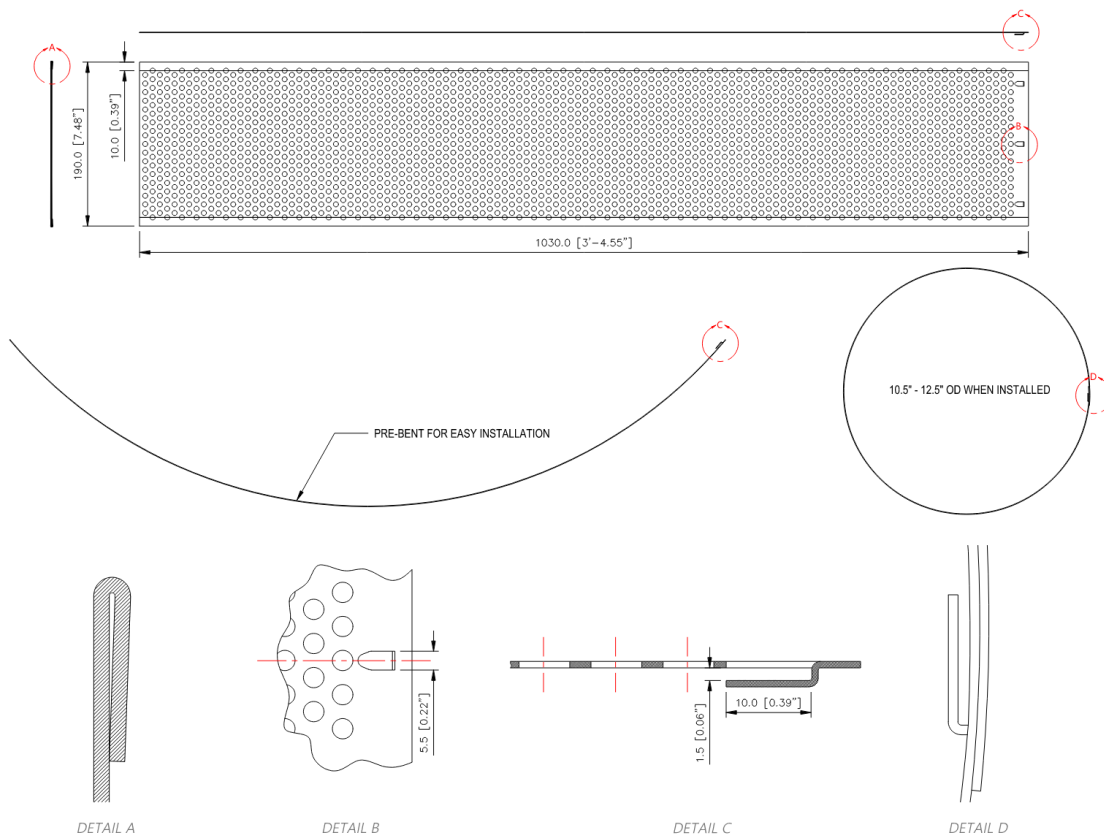 C
A
190.0 [7.48"]
10.0 [0.39"]
B
1030.0 [3'-4.55"]
C
PRE-BENT FOR EASY INSTALLATION
10.5" - 12.5" OD WHEN INSTALLED
D
5.5 [0.22"]
1.5 [0.06"]
10.0 [0.39"]
DETAIL A
DETAIL B
DETAIL C
DETAIL D